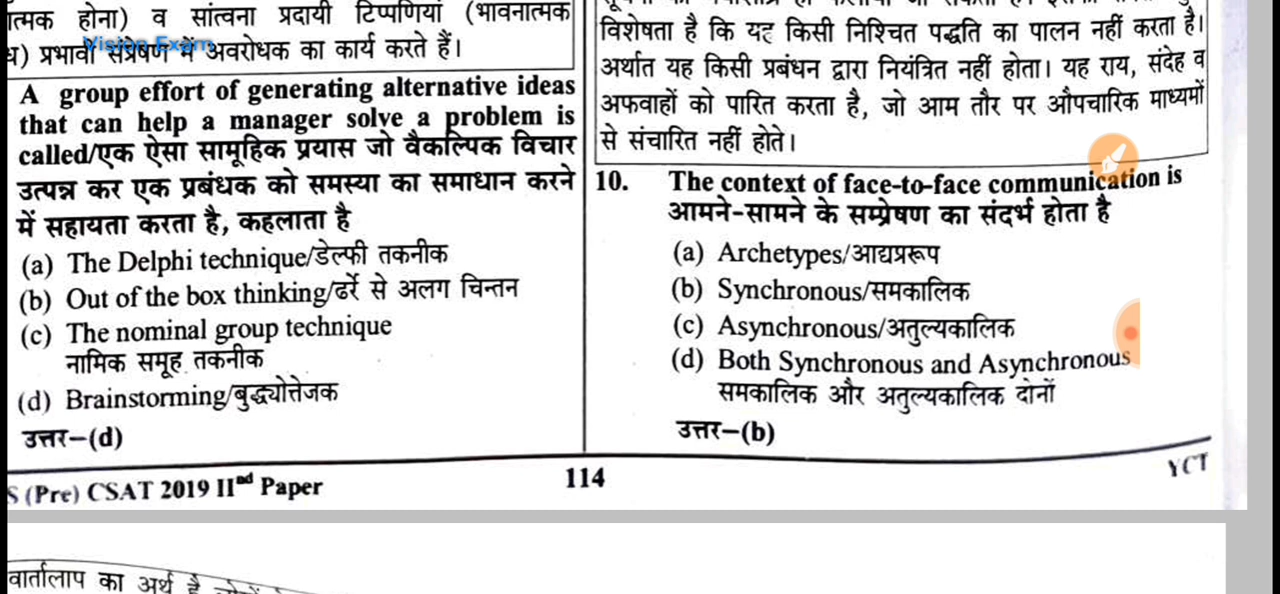 त्मक होना) व सांत्वना प्रदायी टिप्पणियां (भावनात्मक
ध) प्रभावी संप्रेषण में अवरोधक का कार्य करते हैं।
Vision Exam
A group effort of generating alternative ideas
that can help a manager solve a problem is
called/एक ऐसा सामूहिक प्रयास जो वैकल्पिक विचार
उत्पन्न कर एक प्रबंधक को समस्या का समाधान करने
में सहायता करता है, कहलाता है
(a) The Delphi technique/डेल्फी तकनीक
(b) Out of the box thinking/ढर्रे से अलग चिन्तन
(c) The nominal group technique
नामिक समूह तकनीक
(d) Brainstorming/बुद्ध्योत्तेजक
उत्तर–(d)
विशेषता है कि यह किसी निश्चित पद्धति का पालन नहीं करता है।
अर्थात यह किसी प्रबंधन द्वारा नियंत्रित नहीं होता। यह राय, संदेह व
अफवाहों को पारित करता है, जो आम तौर पर औपचारिक माध्यमों
से संचारित नहीं होते।
10. The context of face-to-face communication is
आमने-सामने के सम्प्रेषण का संदर्भ होता है
(a) Archetypes/आद्यप्ररूप
(b) Synchronous/समकालिक
(c) Asynchronous/अतुल्यकालिक
(d) Both Synchronous and Asynchronous
समकालिक और अतुल्यकालिक दोनों
उत्तर–(b)
S (Pre) CSAT 2019 IInd Paper
114
YCT
वार्तालाप का अर्थ है